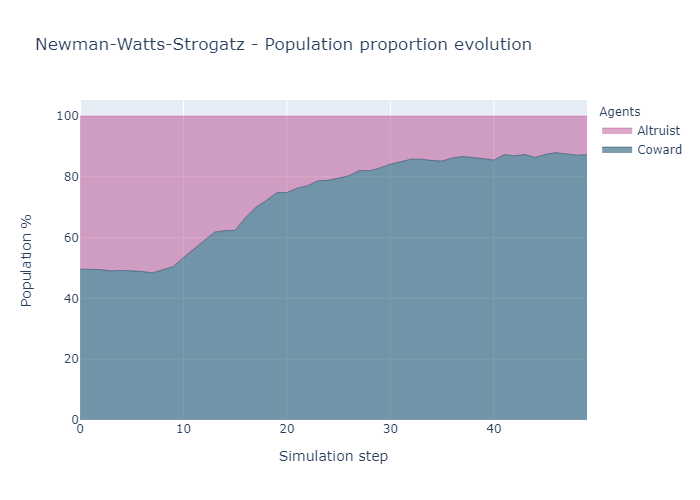 Newman-Watts-Strogatz - Population proportion evolution
Agents
Altruist
Coward
100
80
60
40
20
0
Population %
0 10 20 30 40
Simulation step